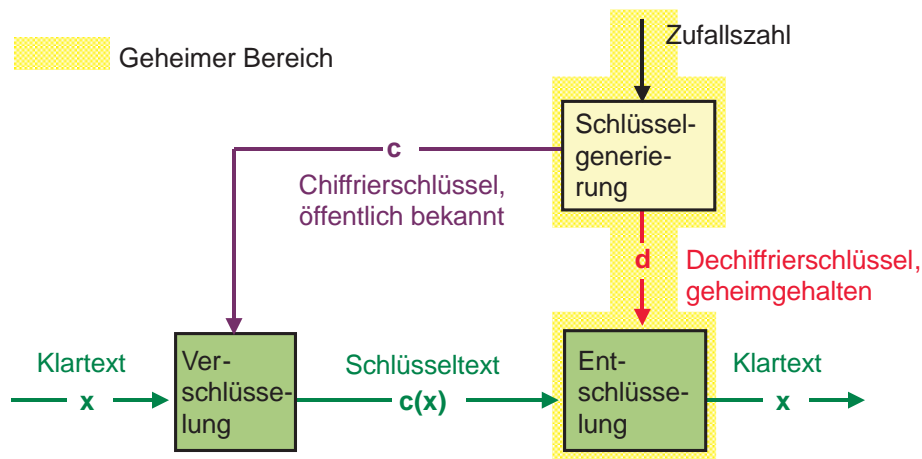 Zufallszahl
Geheimer Bereich
Schlüssel-
generie-
rung
c
Chiffrierschlüssel,
öffentlich bekannt
d
Dechiffrierschlüssel,
geheimgehalten
Klartext
x
Ver-
schlüsse-
lung
Schlüsseltext
c(x)
Ent-
schlüsse-
lung
Klartext
x